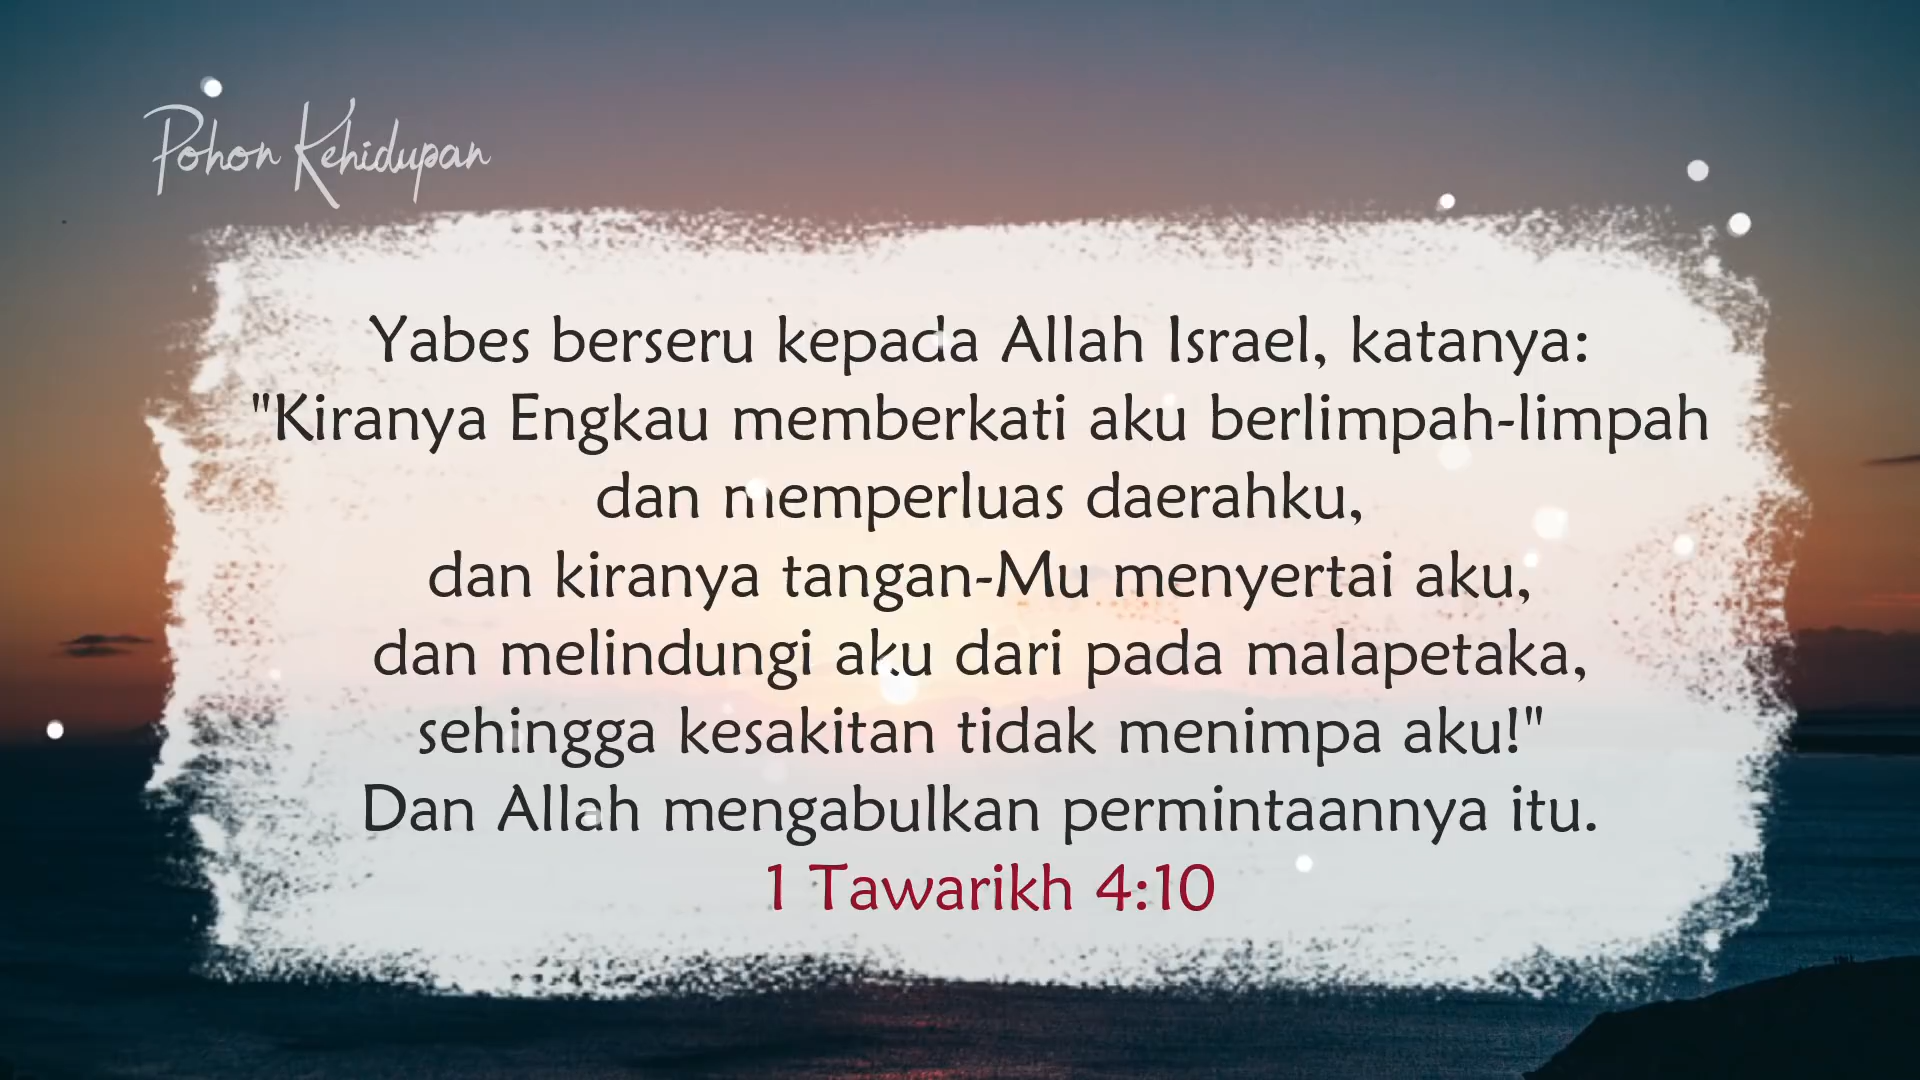 Pohon Kehidupan
Yabes berseru kepada Allah Israel, katanya:
"Kiranya Engkau memberkati aku berlimpah-limpah
dan memperluas daerahku,
dan kiranya tangan-Mu menyertai aku,
dan melindungi aku dari pada malapetaka,
sehingga kesakitan tidak menimpa aku!"
Dan Allah mengabulkan permintaannya itu.
1 Tawarikh 4:10